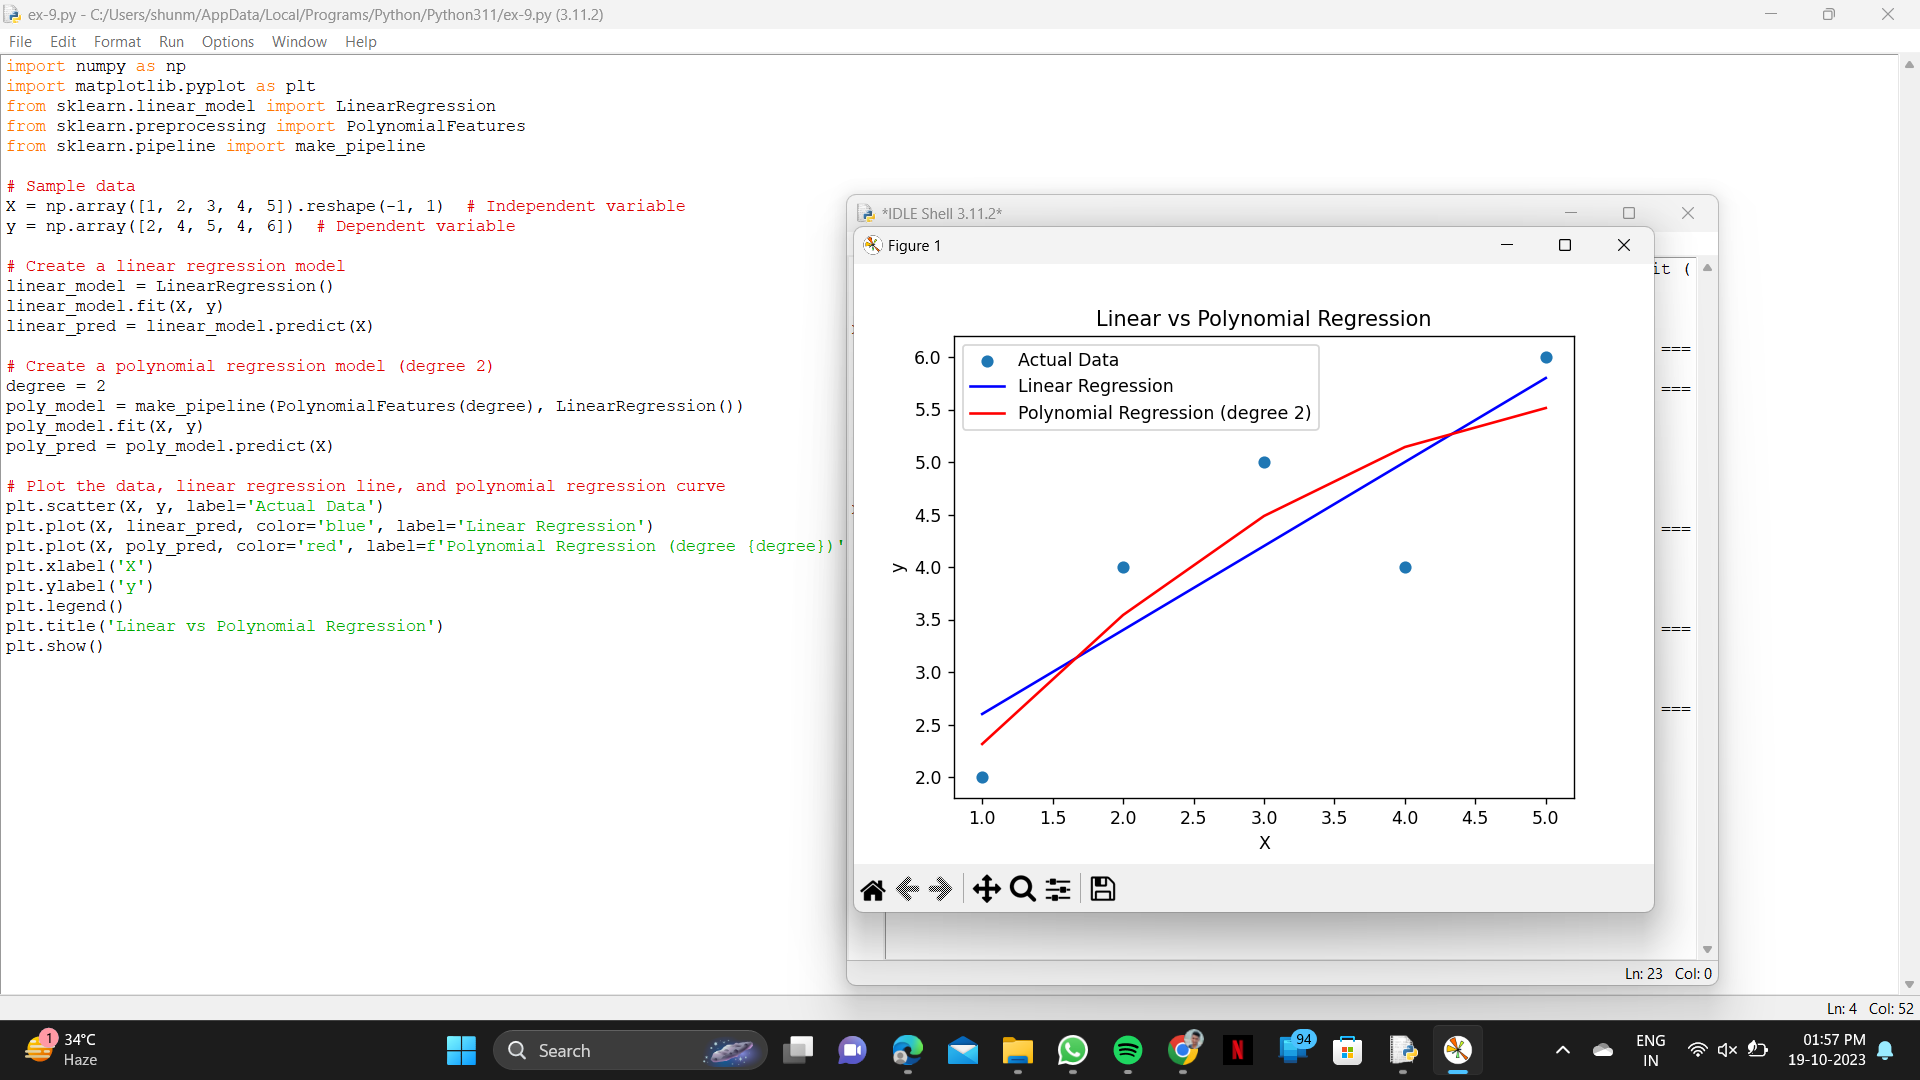 ex-9.py - C:/Users/shunm/AppData/Local/Programs/Python/Python311/ex-9.py (3.11.2)
File Edit Format Run Options Window Help
import numpy as np
import matplotlib.pyplot as plt
from sklearn.linear_model import LinearRegression
from sklearn.preprocessing import PolynomialFeatures
from sklearn.pipeline import make_pipeline
# Sample data
X = np.array([1, 2, 3, 4, 5]).reshape(-1, 1)  # Independent variable
y = np.array([2, 4, 5, 4, 6])  # Dependent variable
# Create a linear regression model
linear_model = LinearRegression()
linear_model.fit(X, y)
linear_pred = linear_model.predict(X)
# Create a polynomial regression model (degree 2)
degree = 2
poly_model = make_pipeline(PolynomialFeatures(degree), LinearRegression())
poly_model.fit(X, y)
poly_pred = poly_model.predict(X)
# Plot the data, linear regression line, and polynomial regression curve
plt.scatter(X, y, label='Actual Data')
plt.plot(X, linear_pred, color='blue', label='Linear Regression')
plt.plot(X, poly_pred, color='red', label=f'Polynomial Regression (degree {degree})'
plt.xlabel('X')
plt.ylabel('y')
plt.legend()
plt.title('Linear vs Polynomial Regression')
plt.show()
*IDLE Shell 3.11.2*
it (
===
===
===
===
===
Figure 1
Linear vs Polynomial Regression
Actual Data
Linear Regression
Polynomial Regression (degree 2)
6.0
5.5
5.0
4.5
4.0
3.5
3.0
2.5
2.0
y
1.0 1.5 2.0 2.5 3.0 3.5 4.0 4.5 5.0
X
Ln: 23 Col: 0
Ln: 4 Col: 52
1
34°C
Haze
Search
N
94
ENG
IN
01:57 PM
19-10-2023